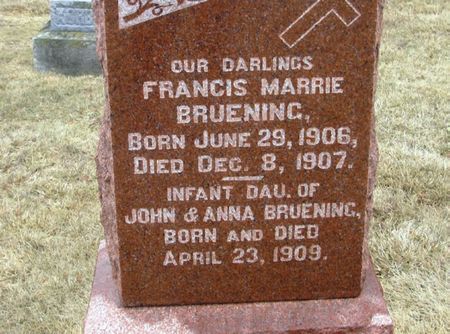 OUR DARLINGS
FRANCIS MARRIE
BRUENING,
BORN JUNE 29, 1906,
DIED DEC. 8, 1907.
INFANT DAU. OF
JOHN & ANNA BRUENING,
BORN AND DIED
APRIL 23, 1909.